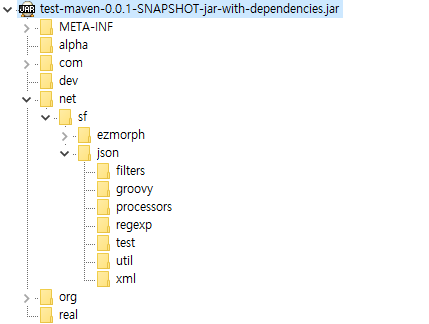 JAR test-maven-0.0.1-SNAPSHOT-jar-with-dependencies.jar
META-INF
alpha
com
dev
net
sf
ezmorph
json
filters
groovy
processors
regexp
test
util
xml
org
real